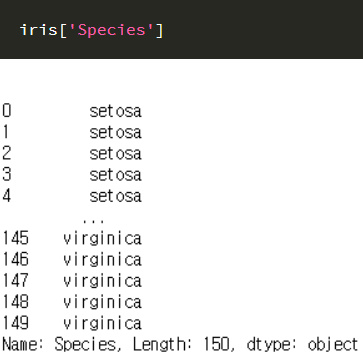 iris['Species']
0 setosa
1 setosa
2 setosa
3 setosa
4 setosa
...
145 virginica
146 virginica
147 virginica
148 virginica
149 virginica
Name: Species, Length: 150, dtype: object